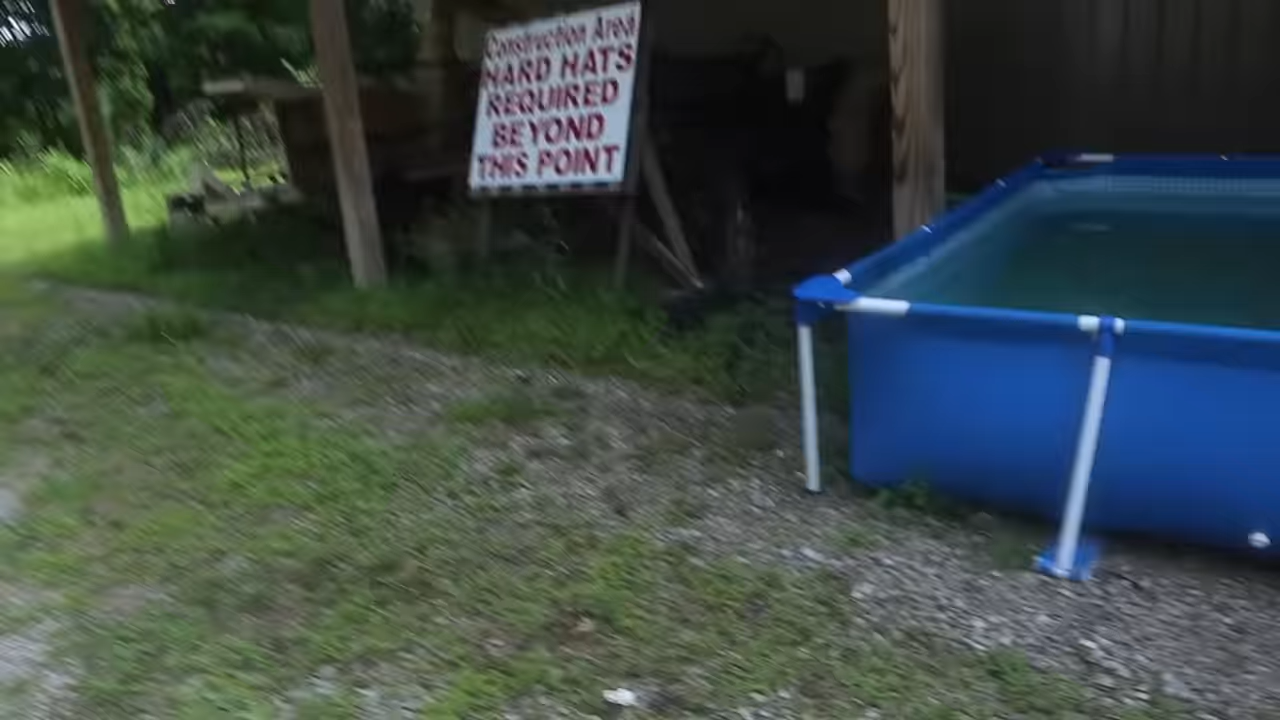 Construction Area
HARD HATS
REQUIRED
BEYOND
THIS POINT